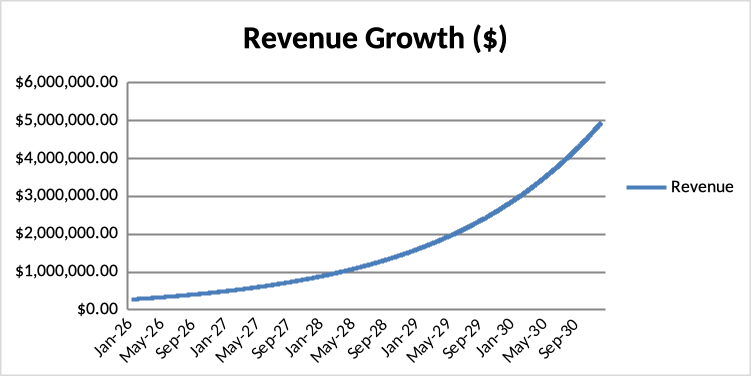 Revenue Growth ($)
$6,000,000.00
$5,000,000.00
$4,000,000.00
$3,000,000.00
$2,000,000.00
$1,000,000.00
$0.00
Revenue
Jan-26
May-26
Sep-26
Jan-27
May-27
Sep-27
Jan-28
May-28
Sep-28
Jan-29
May-29
Sep-29
Jan-30
May-30
Sep-30